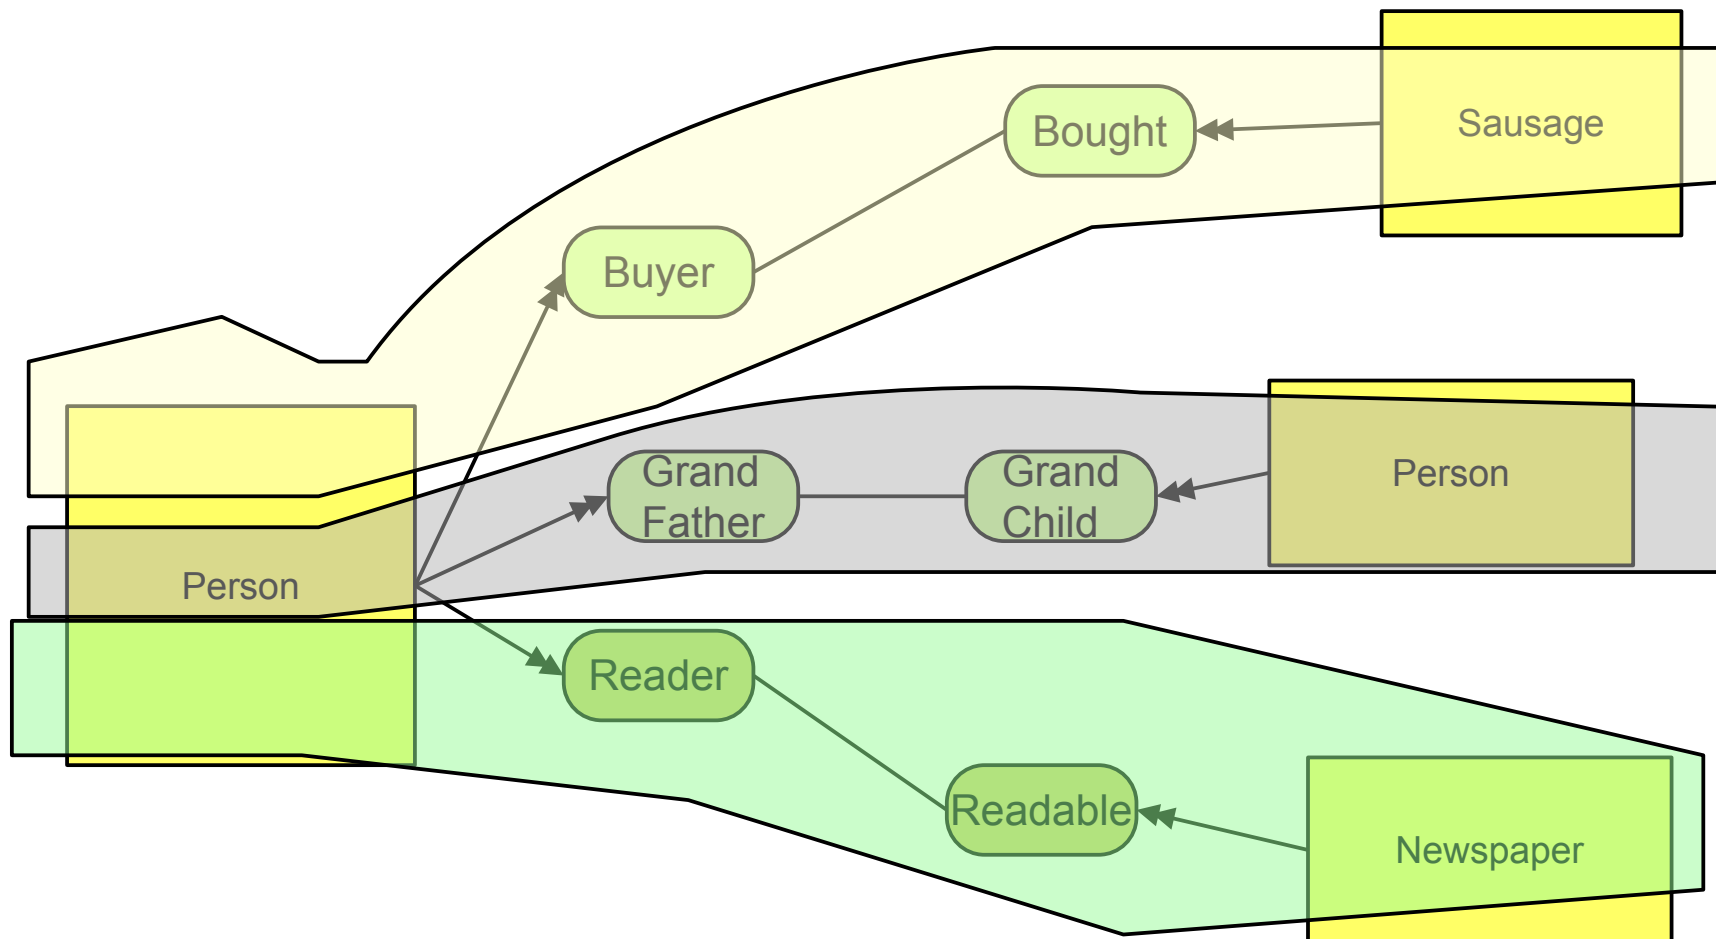 Bought
Sausage
Buyer
Grand
Father
Grand
Child
Person
Person
Reader
Readable
Newspaper